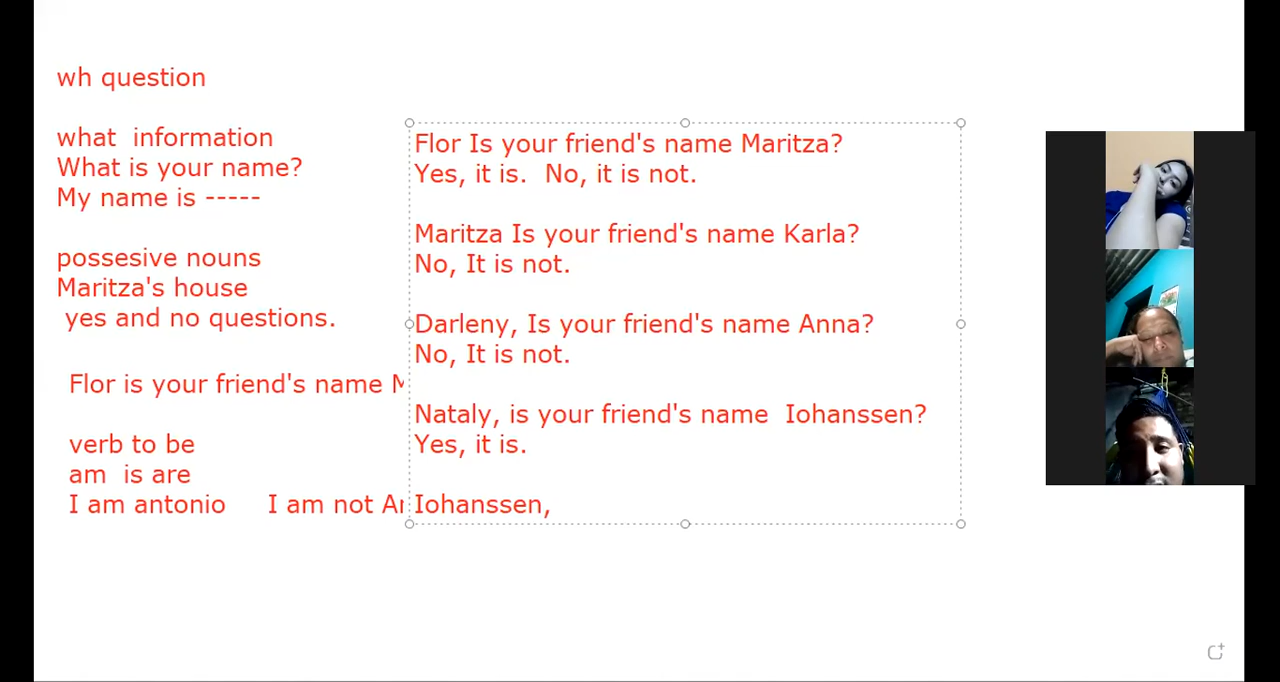 wh question
what  information
What is your name?
My name is -----
possesive nouns
Maritza's house
yes and no questions.
Flor is your friend's name
verb to be
am  is are
I am antonio     I am not
Flor Is your friend's name Maritza?
Yes, it is.  No, it is not.
Maritza Is your friend's name Karla?
No, It is not.
Darleny, Is your friend's name Anna?
No, It is not.
Nataly, is your friend's name  Iohanssen?
Yes, it is.
Iohanssen,